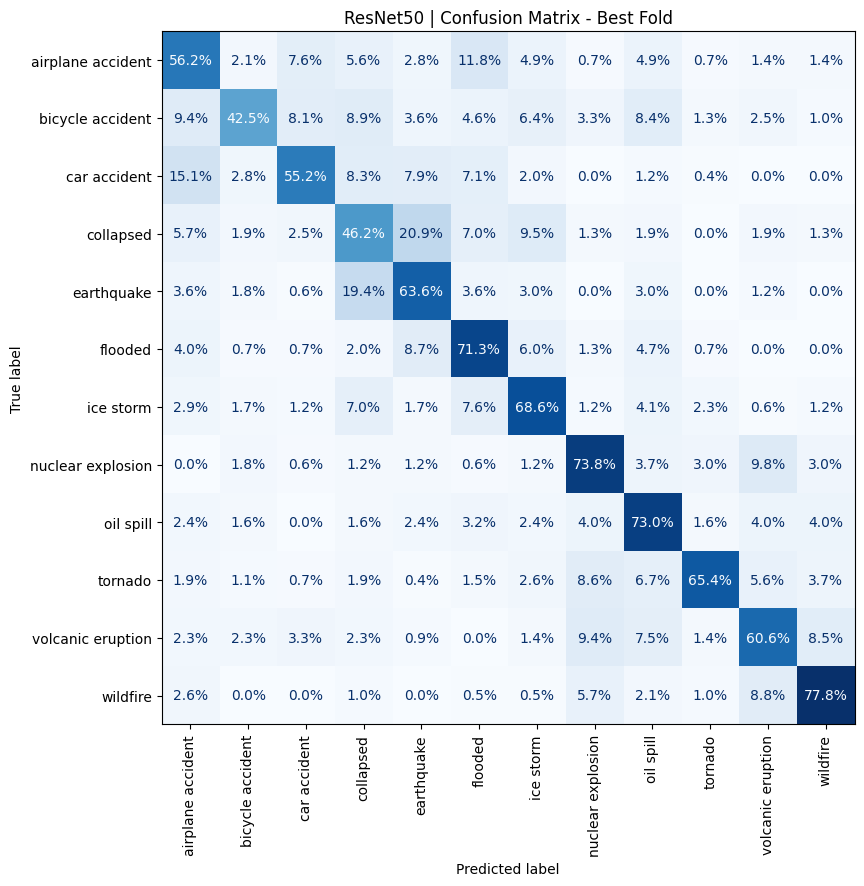 ResNet50 | Confusion Matrix - Best Fold
True label
airplane accident 56.2% 2.1% 7.6% 5.6% 2.8% 11.8% 4.9% 0.7% 4.9% 0.7% 1.4% 1.4%
bicycle accident 9.4% 42.5% 8.1% 8.9% 3.6% 4.6% 6.4% 3.3% 8.4% 1.3% 2.5% 1.0%
car accident 15.1% 2.8% 55.2% 8.3% 7.9% 7.1% 2.0% 0.0% 1.2% 0.4% 0.0% 0.0%
collapsed 5.7% 1.9% 2.5% 46.2% 20.9% 7.0% 9.5% 1.3% 1.9% 0.0% 1.9% 1.3%
earthquake 3.6% 1.8% 0.6% 19.4% 63.6% 3.6% 3.0% 0.0% 3.0% 0.0% 1.2% 0.0%
flooded 4.0% 0.7% 0.7% 2.0% 8.7% 71.3% 6.0% 1.3% 4.7% 0.7% 0.0% 0.0%
ice storm 2.9% 1.7% 1.2% 7.0% 1.7% 7.6% 68.6% 1.2% 4.1% 2.3% 0.6% 1.2%
nuclear explosion 0.0% 1.8% 0.6% 1.2% 1.2% 0.6% 1.2% 73.8% 3.7% 3.0% 9.8% 3.0%
oil spill 2.4% 1.6% 0.0% 1.6% 2.4% 3.2% 2.4% 4.0% 73.0% 1.6% 4.0% 4.0%
tornado 1.9% 1.1% 0.7% 1.9% 0.4% 1.5% 2.6% 8.6% 6.7% 65.4% 5.6% 3.7%
volcanic eruption 2.3% 2.3% 3.3% 2.3% 0.9% 0.0% 1.4% 9.4% 7.5% 1.4% 60.6% 8.5%
wildfire 2.6% 0.0% 0.0% 1.0% 0.0% 0.5% 0.5% 5.7% 2.1% 1.0% 8.8% 77.8%
airplane accident
bicycle accident
car accident
collapsed
earthquake
flooded
ice storm
nuclear explosion
oil spill
tornado
volcanic eruption
wildfire
Predicted label